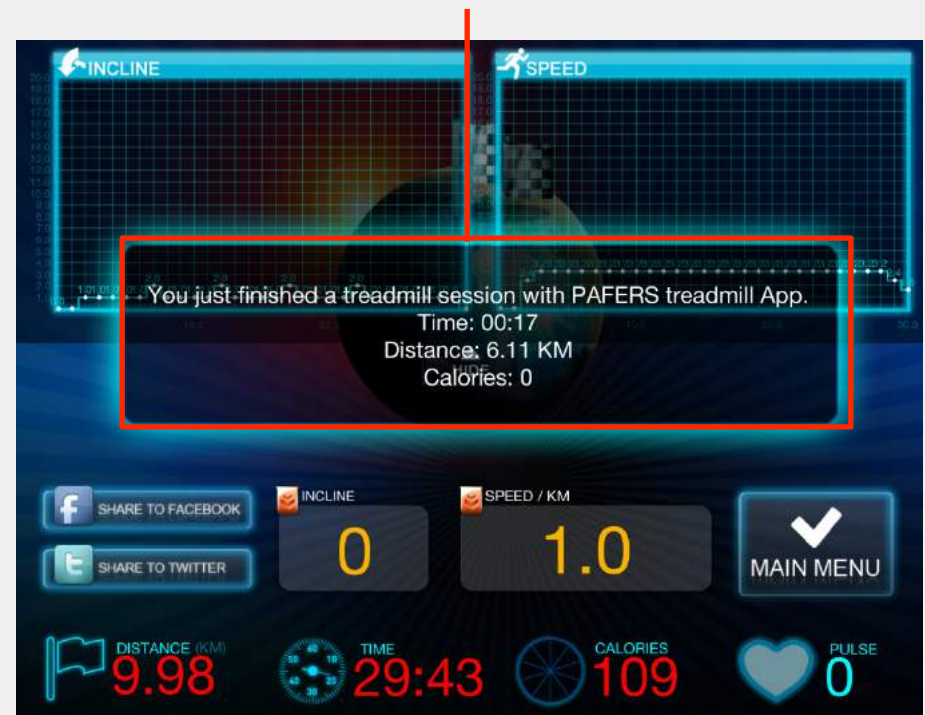 INCLINE
SPEED
You just finished a treadmill session with PAFERS treadmill App.
Time: 00:17
Distance: 6.11 KM
Calories: 0
HIDE
SHARE TO FACEBOOK
SHARE TO TWITTER
INCLINE
0
SPEED / KM
1.0
MAIN MENU
DISTANCE (KM)
9.98
TIME
29:43
CALORIES
109
PULSE
0